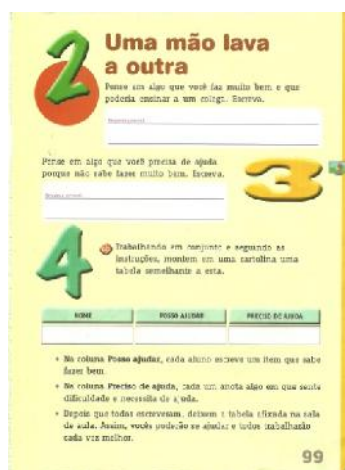 2
Uma mão lava
a outra
Pense em algo que você faz muito bem e que
poderia ensinar a um colega. Escreva.
Resposta pessoal.
Pense em algo que você precisa de ajuda
porque não sabe fazer muito bem. Escreva.
3
Resposta pessoal.
4
Trabalhando em conjunto e seguindo as
instruções, montem em uma cartolina uma
tabela semelhante a esta.
NOME POSSO AJUDAR PRECISO DE AJUDA
• Na coluna Posso ajudar, cada aluno escreve um item que sabe
fazer bem.
• Na coluna Preciso de ajuda, cada um anota algo em que sente
dificuldade e necessita de ajuda.
• Depois que todos escreveram, deixem a tabela afixada na sala
de aula. Assim, vocês poderão se ajudar e todos trabalharão
cada vez melhor.
99